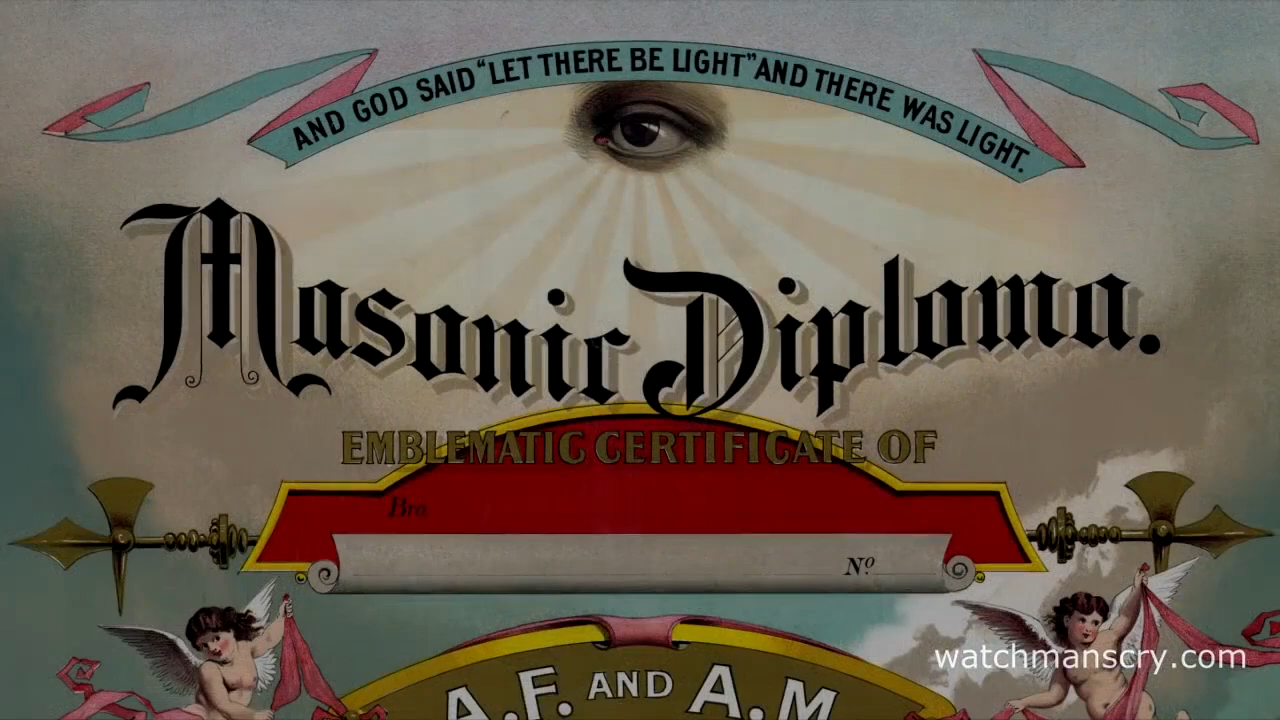 AND GOD SAID “LET THERE BE LIGHT” AND THERE WAS LIGHT.
Masonic Diploma.
EMBLEMATIC CERTIFICATE OF
Bro
Nº
A.F. AND A.M
watchmanscry.com